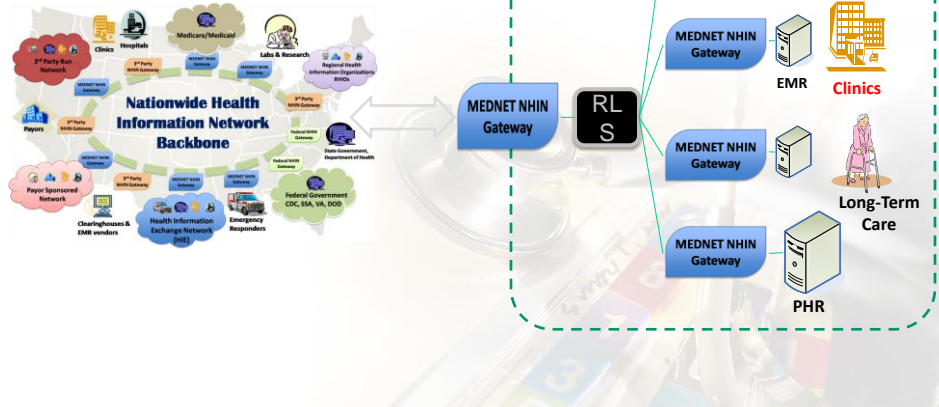 Clinics
Hospitals
Medicare/Medicaid
Labs & Research
3rd Party Run
Network
3rd Party
NHIN Gateway
MEDNET NHIN
Gateway
MEDNET NHIN
Gateway
Regional Health
Information Organizations
RHIOs
MEDNET NHIN
Gateway
3rd Party
NHIN Gateway
Payors
3rd Party
NHIN Gateway
Nationwide Health
Information Network
Backbone
Federal NHIN
Gateway
State Government,
Department of Health
MEDNET NHIN
Gateway
Federal NHIN
Gateway
Payor Sponsored
Network
3rd Party
NHIN Gateway
MEDNET NHIN
Gateway
MEDNET NHIN
Gateway
Federal Government
CDC, SSA, VA, DOD
Clearinghouses &
EMR vendors
Health Information
Exchange Network
(HIE)
Emergency
Responders
MEDNET NHIN
Gateway
RL
S
MEDNET NHIN
Gateway
EMR
Clinics
MEDNET NHIN
Gateway
Long-Term
Care
MEDNET NHIN
Gateway
PHR